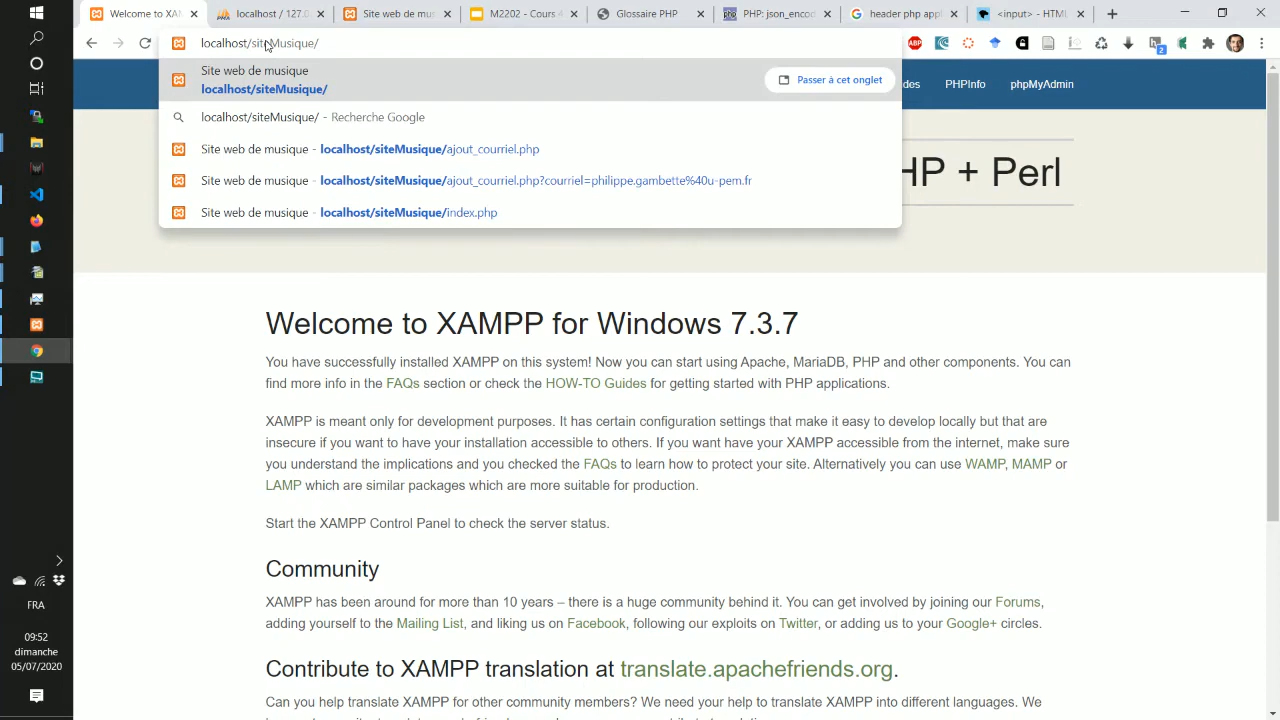 Welcome to XA
localhost / 127.0
Site web de mus
M2202 - Cours 4
Glossaire PHP
PHP: json_encod
header php appl
<input> - HTML
localhost/siteMusique/
Site web de musique
localhost/siteMusique/
Passer à cet onglet
localhost/siteMusique/ - Recherche Google
Site web de musique - localhost/siteMusique/ajout_courriel.php
Site web de musique - localhost/siteMusique/ajout_courriel.php?courriel=philippe.gambette%40u-pem.fr
Site web de musique - localhost/siteMusique/index.php
des
PHPInfo
phpMyAdmin
HP + Perl
Welcome to XAMPP for Windows 7.3.7
You have successfully installed XAMPP on this system! Now you can start using Apache, MariaDB, PHP and other components. You can
find more info in the FAQs section or check the HOW-TO Guides for getting started with PHP applications.
XAMPP is meant only for development purposes. It has certain configuration settings that make it easy to develop locally but that are
insecure if you want to have your installation accessible to others. If you want have your XAMPP accessible from the internet, make sure
you understand the implications and you checked the FAQs to learn how to protect your site. Alternatively you can use WAMP, MAMP or
LAMP which are similar packages which are more suitable for production.
Start the XAMPP Control Panel to check the server status.
Community
XAMPP has been around for more than 10 years – there is a huge community behind it. You can get involved by joining our Forums,
adding yourself to the Mailing List, and liking us on Facebook, following our exploits on Twitter, or adding us to your Google+ circles.
Contribute to XAMPP translation at translate.apachefriends.org.
Can you help translate XAMPP for other community members? We need your help to translate XAMPP into different languages. We
FRA
09:52
dimanche
05/07/2020